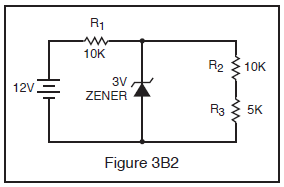 R1
10K
12V
3V
ZENER
R2 10K
R3 5K
Figure 3B2